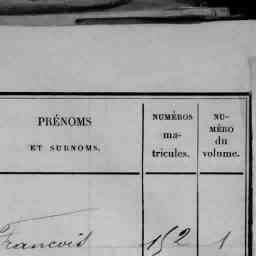 PRÉNOMS
ET SURNOMS.
NUMÉROS
ma-
tricules.
NU-
MÉRO
du
volume.
François 152 1